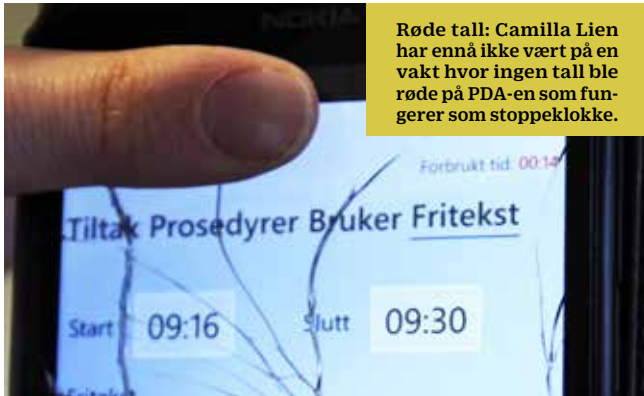 NOKIA
Røde tall: Camilla Lien
har ennå ikke vært på en
vakt hvor ingen tall ble
røde på PDA-en som fun-
gerer som stoppeklokke.
Forbrukt tid: 00:14
Tiltak Prosedyrer Bruker Fritekst
Start 09:16 Slutt 09:30
Fritekst